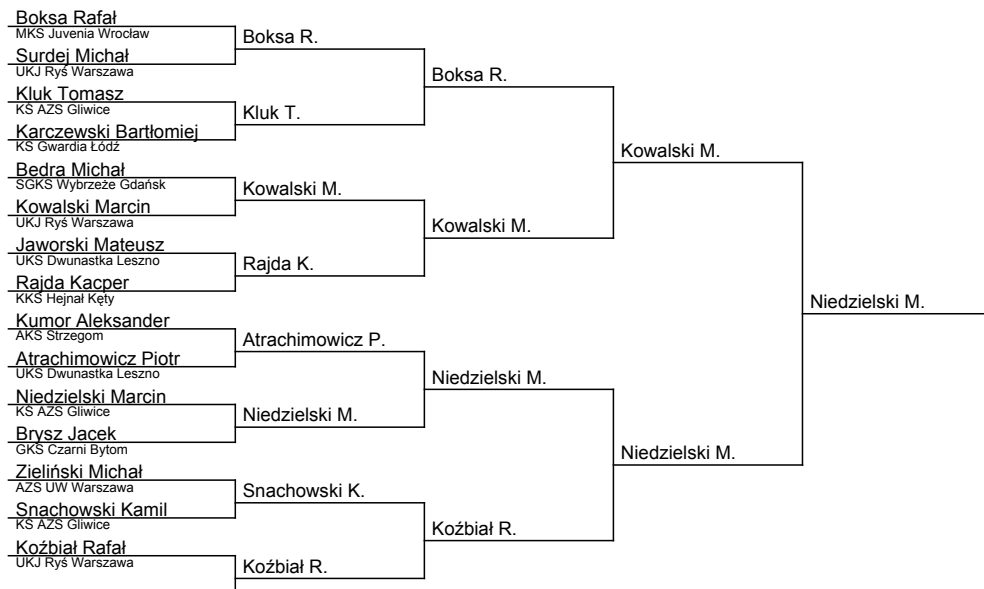 Boksa Rafał
MKS Juvenia Wrocław
Surdej Michał
UKJ Ryś Warszawa
Kluk Tomasz
KŚ AZS Gliwice
Karczewski Bartłomiej
KS Gwardia Łódź
Bedra Michał
SGKS Wybrzeże Gdańsk
Kowalski Marcin
UKJ Ryś Warszawa
Jaworski Mateusz
UKS Dwunastka Leszno
Rajda Kacper
KKS Hejnał Kęty
Kumor Aleksander
AKS Strzegom
Atrachimowicz Piotr
UKS Dwunastka Leszno
Niedzielski Marcin
KŚ AZS Gliwice
Brysz Jacek
GKS Czarni Bytom
Zieliński Michał
AZS UW Warszawa
Snachowski Kamil
KŚ AZS Gliwice
Koźbiał Rafał
UKJ Ryś Warszawa
Boksa R.
Kluk T.
Kowalski M.
Rajda K.
Atrachimowicz P.
Niedzielski M.
Snachowski K.
Koźbiał R.
Boksa R.
Kowalski M.
Niedzielski M.
Koźbiał R.
Kowalski M.
Niedzielski M.
Niedzielski M.